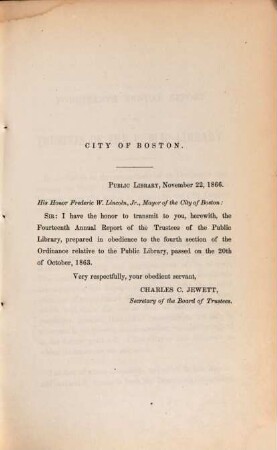 CITY OF BOSTON.
PUBLIC LIBRARY, November 22, 1866.
His Honor Frederic W. Lincoln, Jr., Mayor of the City of Boston:
SIR: I have the honor to transmit to you, herewith, the
Fourteenth Annual Report of the Trustees of the Public
Library, prepared in obedience to the fourth section of the
Ordinance relative to the Public Library, passed on the 20th
of October, 1863.
Very respectfully, your obedient servant,
CHARLES C. JEWETT,
Secretary of the Board of Trustees.